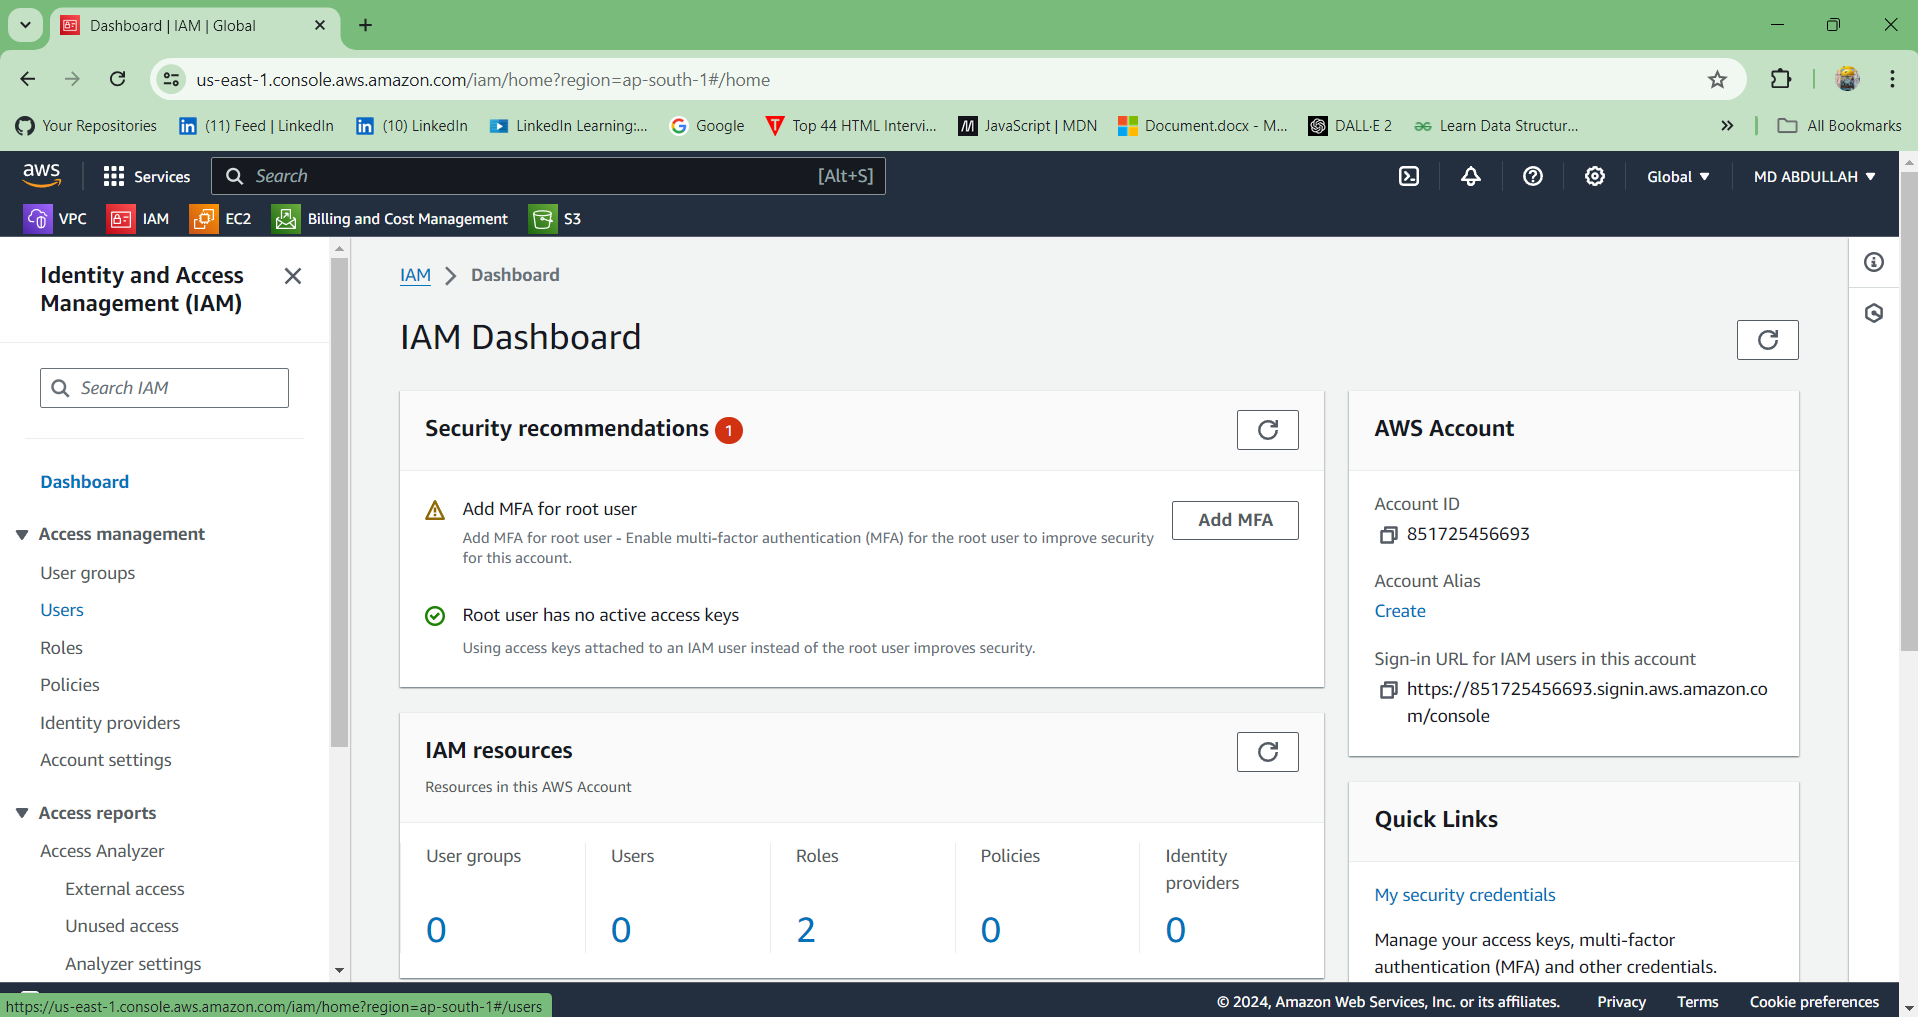 Dashboard | IAM | Global
us-east-1.console.aws.amazon.com/iam/home?region=ap-south-1#/home
Your Repositories
(11) Feed | LinkedIn
(10) LinkedIn
LinkedIn Learning:...
Google
Top 44 HTML Intervi...
JavaScript | MDN
Document.docx - M...
DALL·E 2
Learn Data Structur...
All Bookmarks
aws
Services
Search
[Alt+S]
Global
MD ABDULLAH
VPC
IAM
EC2
Billing and Cost Management
S3
Identity and Access
Management (IAM)
Search IAM
Dashboard
Access management
User groups
Users
Roles
Policies
Identity providers
Account settings
Access reports
Access Analyzer
External access
Unused access
Analyzer settings
IAM
Dashboard
IAM Dashboard
Security recommendations
1
Add MFA for root user
Add MFA for root user - Enable multi-factor authentication (MFA) for the root user to improve security
for this account.
Add MFA
Root user has no active access keys
Using access keys attached to an IAM user instead of the root user improves security.
IAM resources
Resources in this AWS Account
User groups
0
Users
0
Roles
2
Policies
0
Identity
providers
0
AWS Account
Account ID
851725456693
Account Alias
Create
Sign-in URL for IAM users in this account
https://851725456693.signin.aws.amazon.co
m/console
Quick Links
My security credentials
Manage your access keys, multi-factor
authentication (MFA) and other credentials.
https://us-east-1.console.aws.amazon.com/iam/home?region=ap-south-1#/users
© 2024, Amazon Web Services, Inc. or its affiliates.
Privacy
Terms
Cookie preferences